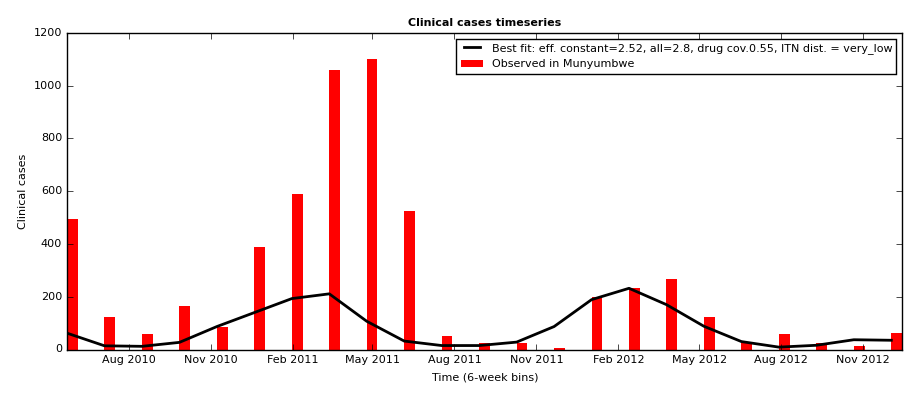 Clinical cases timeseries
Best fit: eff. constant=2.52, all=2.8, drug cov.0.55, ITN dist. = very_low
Observed in Munyumbwe
1200
1000
800
600
400
200
0
Clinical cases
Aug 2010 Nov 2010 Feb 2011 May 2011 Aug 2011 Nov 2011 Feb 2012 May 2012 Aug 2012 Nov 2012
Time (6-week bins)